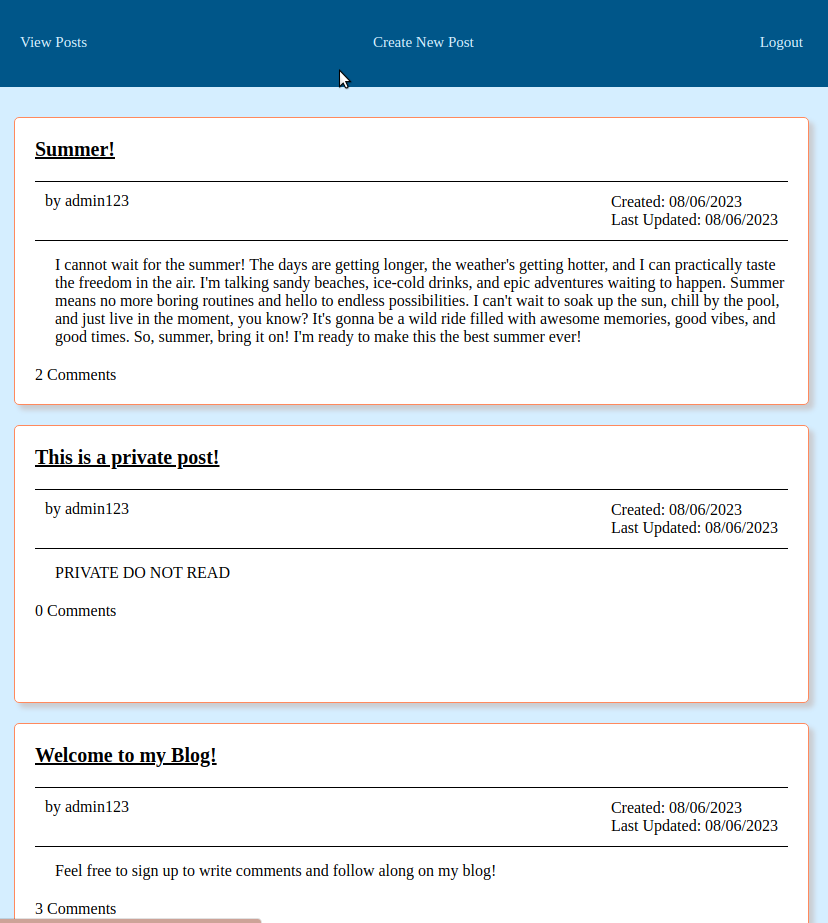 View Posts
Create New Post
Logout
Summer!
by admin123
Created: 08/06/2023
Last Updated: 08/06/2023
I cannot wait for the summer! The days are getting longer, the weather's getting hotter, and I can practically taste
the freedom in the air. I'm talking sandy beaches, ice-cold drinks, and epic adventures waiting to happen. Summer
means no more boring routines and hello to endless possibilities. I can't wait to soak up the sun, chill by the pool,
and just live in the moment, you know? It's gonna be a wild ride filled with awesome memories, good vibes, and
good times. So, summer, bring it on! I'm ready to make this the best summer ever!
2 Comments
This is a private post!
by admin123
Created: 08/06/2023
Last Updated: 08/06/2023
PRIVATE DO NOT READ
0 Comments
Welcome to my Blog!
by admin123
Created: 08/06/2023
Last Updated: 08/06/2023
Feel free to sign up to write comments and follow along on my blog!
3 Comments